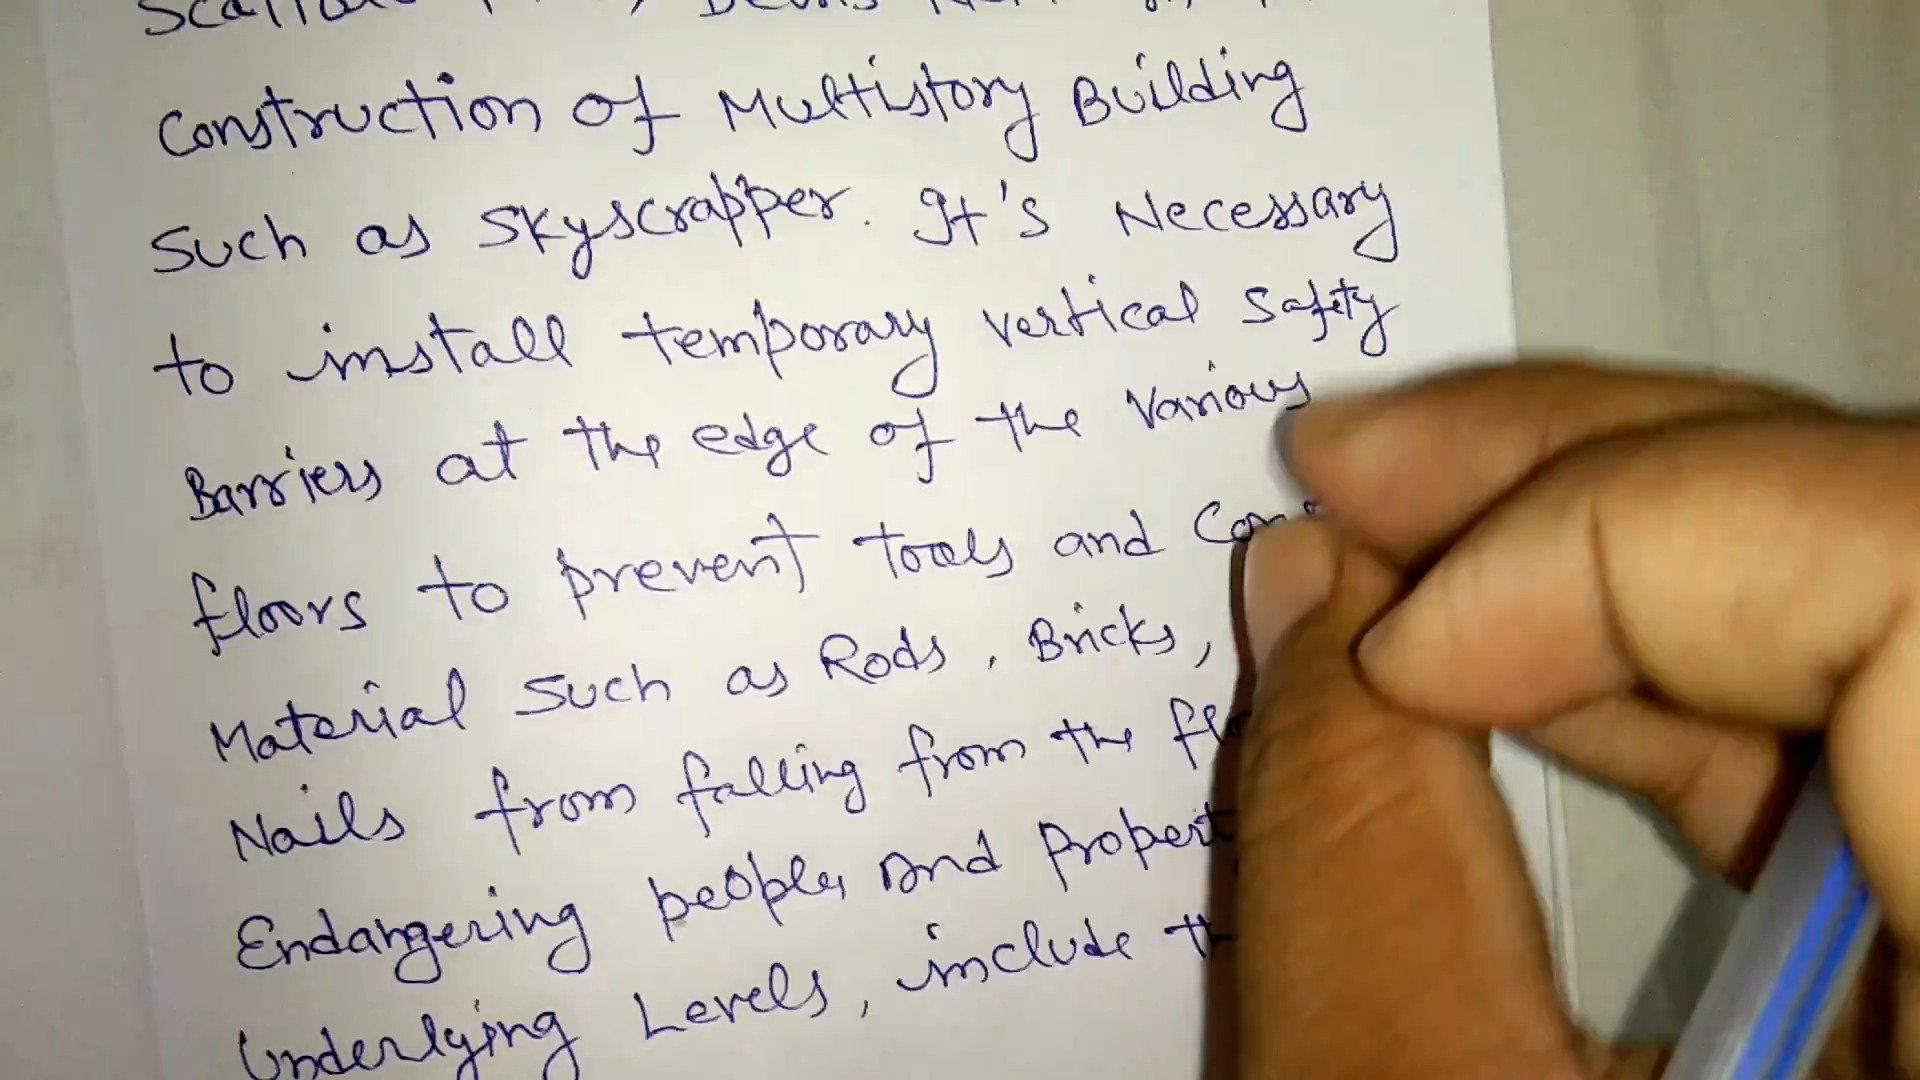 Construction of Multistory Building
Such as Skyscrapper. It's Necessary
to install temporary vertical Safety
Barriers at the edge of the Various
floors to prevent tools and
Material such as Rods, Bricks,
Nails from falling from the
Endangering people, and
Underlying Levels, include